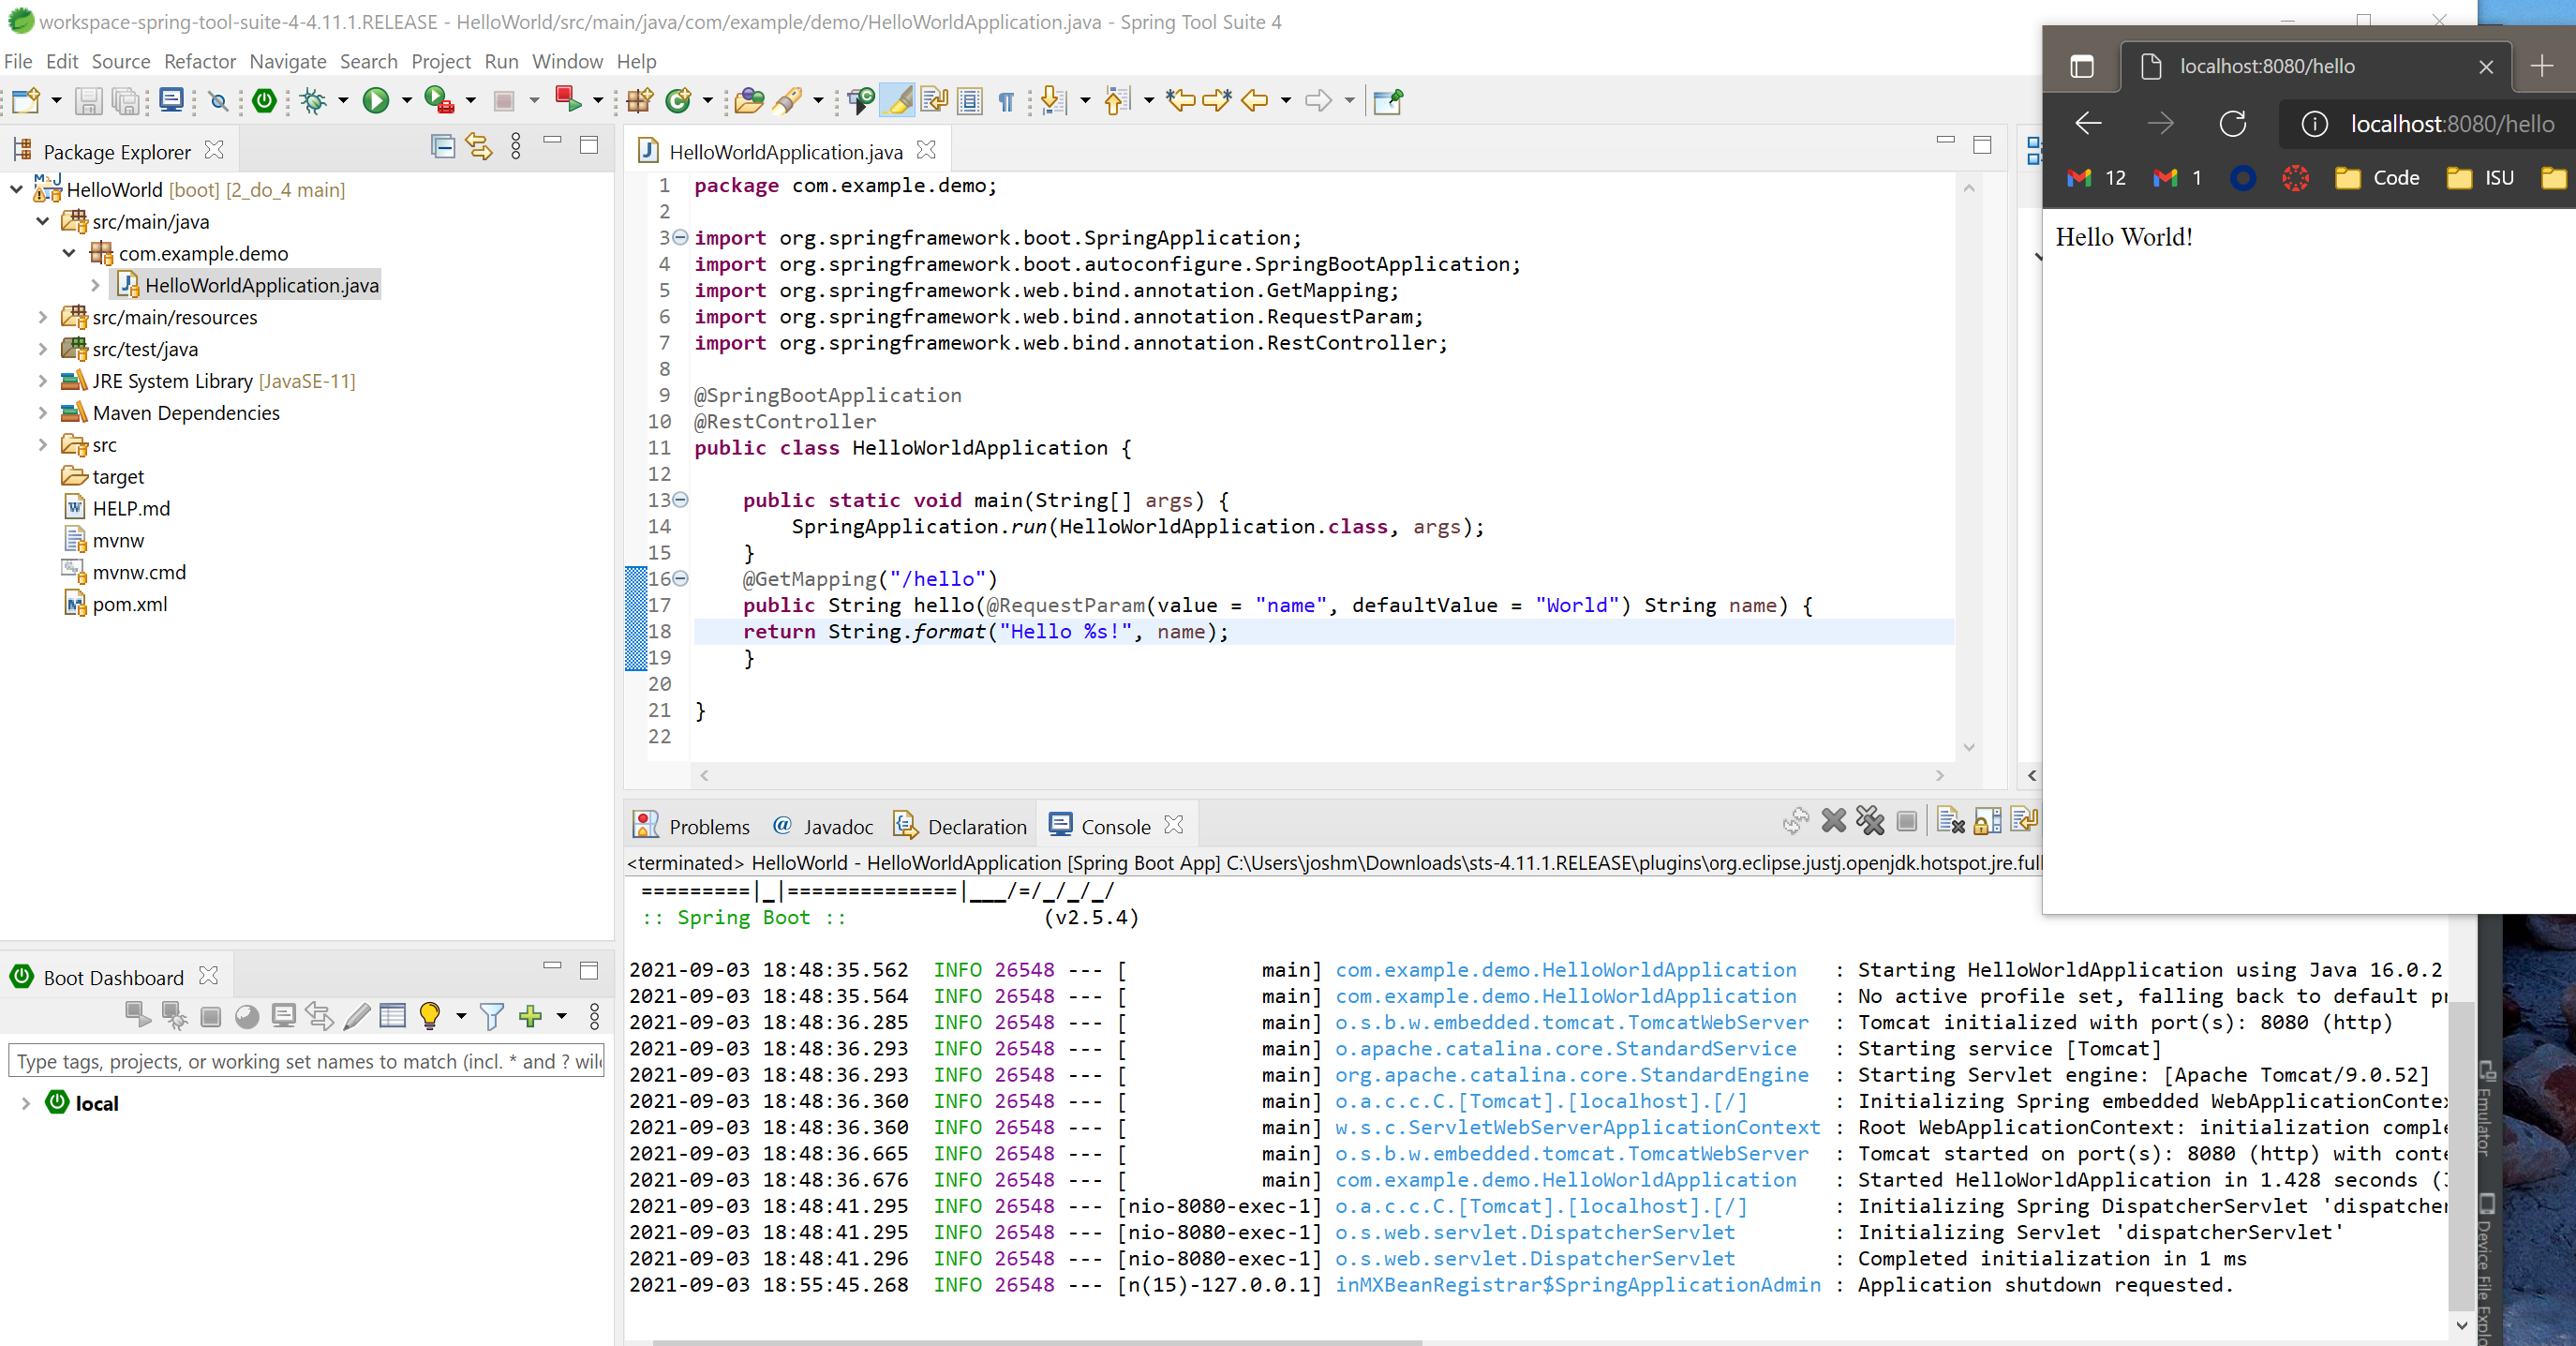 workspace-spring-tool-suite-4-4.11.1.RELEASE - HelloWorld/src/main/java/com/example/demo/HelloWorldApplication.java - Spring Tool Suite 4
File Edit Source Refactor Navigate Search Project Run Window Help
Package Explorer
HelloWorld [boot] [2_do_4 main]
src/main/java
com.example.demo
HelloWorldApplication.java
src/main/resources
src/test/java
JRE System Library [JavaSE-11]
Maven Dependencies
src
target
HELP.md
mvnw
mvnw.cmd
pom.xml
Boot Dashboard
Type tags, projects, or working set names to match (incl. * and ?
local
HelloWorldApplication.java
1 package com.example.demo;
2
3 import org.springframework.boot.SpringApplication;
4 import org.springframework.boot.autoconfigure.SpringBootApplication;
5 import org.springframework.web.bind.annotation.GetMapping;
6 import org.springframework.web.bind.annotation.RequestParam;
7 import org.springframework.web.bind.annotation.RestController;
8
9 @SpringBootApplication
10 @RestController
11 public class HelloWorldApplication {
12
13 public static void main(String[] args) {
14 SpringApplication.run(HelloWorldApplication.class, args);
15 }
16 @GetMapping("/hello")
17 public String hello(@RequestParam(value = "name", defaultValue = "World") String name) {
18 return String.format("Hello %s!", name);
19 }
20
21 }
22
Problems @ Javadoc Declaration Console
<terminated> HelloWorld - HelloWorldApplication [Spring Boot App] C:\Users\joshm\Downloads\sts-4.11.1.RELEASE\plugins\org.eclipse.justj.openjdk.hotspot.jre.full
=========|_|==============|___/=/_/_/_/
:: Spring Boot :: (v2.5.4)
2021-09-03 18:48:35.562 INFO 26548 --- [ main] com.example.demo.HelloWorldApplication : Starting HelloWorldApplication using Java 16.0.2
2021-09-03 18:48:35.564 INFO 26548 --- [ main] com.example.demo.HelloWorldApplication : No active profile set, falling back to default
2021-09-03 18:48:36.285 INFO 26548 --- [ main] o.s.b.w.embedded.tomcat.TomcatWebServer : Tomcat initialized with port(s): 8080 (http)
2021-09-03 18:48:36.293 INFO 26548 --- [ main] o.apache.catalina.core.StandardService : Starting service [Tomcat]
2021-09-03 18:48:36.293 INFO 26548 --- [ main] org.apache.catalina.core.StandardEngine : Starting Servlet engine: [Apache Tomcat/9.0.52]
2021-09-03 18:48:36.360 INFO 26548 --- [ main] o.a.c.c.C.[Tomcat].[localhost].[/] : Initializing Spring embedded WebApplicationContex
2021-09-03 18:48:36.360 INFO 26548 --- [ main] w.s.c.ServletWebServerApplicationContext : Root WebApplicationContext: initialization comple
2021-09-03 18:48:36.665 INFO 26548 --- [ main] o.s.b.w.embedded.tomcat.TomcatWebServer : Tomcat started on port(s): 8080 (http) with conte
2021-09-03 18:48:36.676 INFO 26548 --- [ main] com.example.demo.HelloWorldApplication : Started HelloWorldApplication in 1.428 seconds (
2021-09-03 18:48:41.295 INFO 26548 --- [nio-8080-exec-1] o.a.c.c.C.[Tomcat].[localhost].[/] : Initializing Spring DispatcherServlet 'dispatcher
2021-09-03 18:48:41.295 INFO 26548 --- [nio-8080-exec-1] o.s.web.servlet.DispatcherServlet : Initializing Servlet 'dispatcherServlet'
2021-09-03 18:48:41.296 INFO 26548 --- [nio-8080-exec-1] o.s.web.servlet.DispatcherServlet : Completed initialization in 1 ms
2021-09-03 18:55:45.268 INFO 26548 --- [n(15)-127.0.0.1] inMXBeanRegistrar$SpringApplicationAdmin : Application shutdown requested.
localhost:8080/hello
localhost:8080/hello
12 1 Code ISU
Hello World!
Emulator
Device File Explo